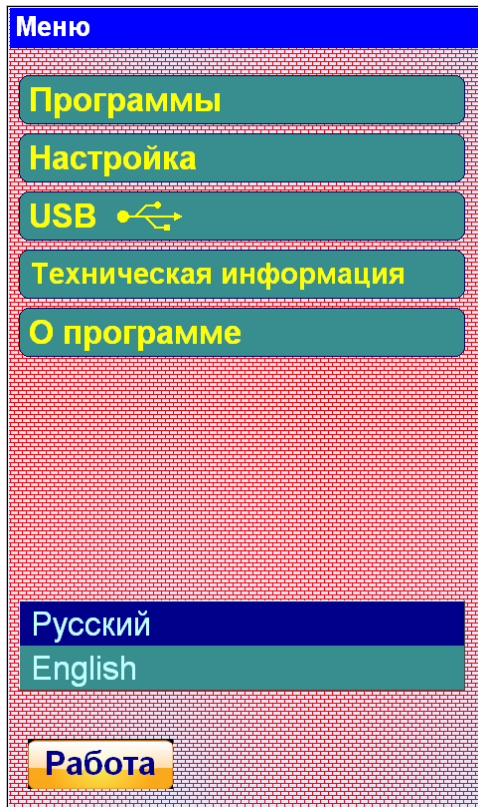 Меню
Программы
Настройка
USB
Техническая информация
О программе
Русский
English
Работа